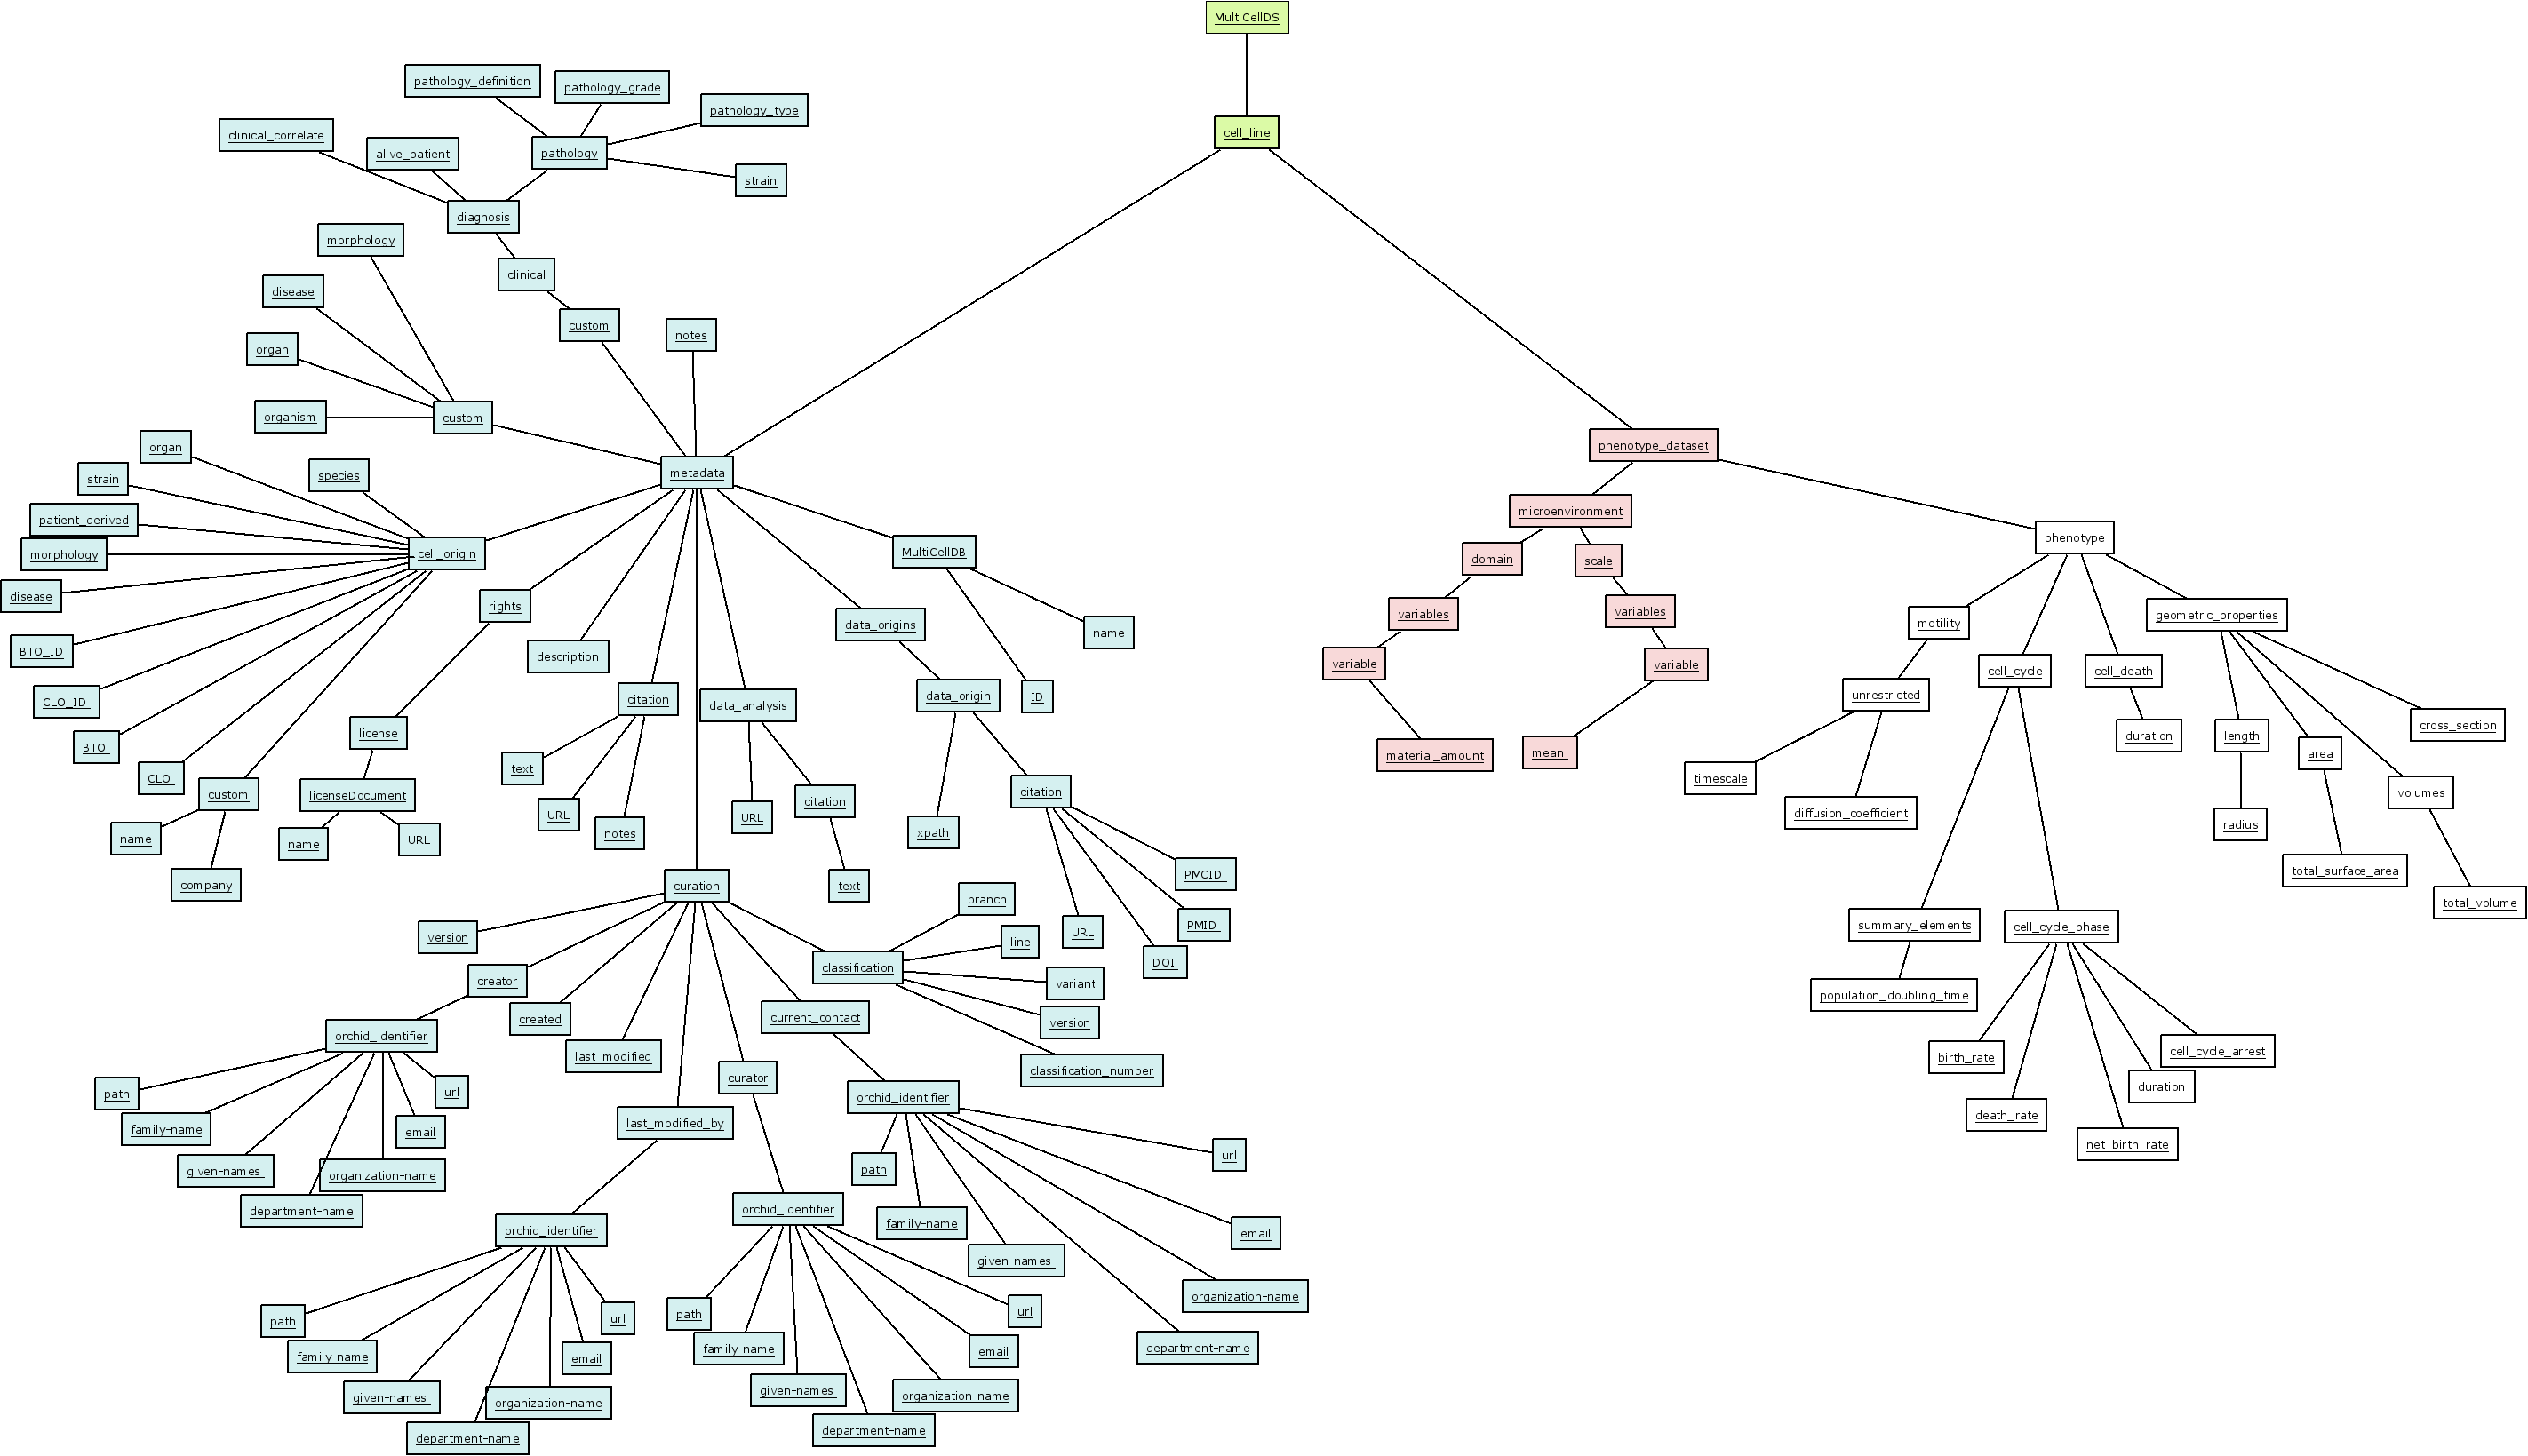 MultiCellDS
cell_line
pathology_definition
pathology_grade
pathology_type
clinical_correlate
alive_patient
pathology
strain
diagnosis
morphology
clinical
disease
custom
notes
organ
organism
custom
metadata
organ
strain
species
patient_derived
morphology
cell_origin
disease
BTO_ID
CLO_ID
BTO
CLO
custom
name
company
rights
license
licenseDocument
name
URL
description
citation
text
URL
notes
data_analysis
URL
citation
text
data_origins
data_origin
xpath
citation
URL
DOI
PMID
PMCID
MultiCellDB
ID
name
curation
version
creator
orchid_identifier
path
family-name
given-names
department-name
organization-name
email
url
created
last_modified
last_modified_by
orchid_identifier
path
family-name
given-names
department-name
organization-name
email
url
curator
orchid_identifier
path
family-name
given-names
department-name
organization-name
email
url
current_contact
orchid_identifier
path
family-name
given-names
department-name
organization-name
email
url
classification
branch
line
variant
version
classification_number
phenotype_dataset
microenvironment
domain
variables
variable
material_amount
scale
variables
variable
mean
phenotype
motility
unrestricted
timescale
diffusion_coefficient
cell_cycle
summary_elements
population_doubling_time
cell_cycle_phase
birth_rate
death_rate
net_birth_rate
duration
cell_cycle_arrest
cell_death
duration
geometric_properties
length
radius
area
total_surface_area
volumes
total_volume
cross_section